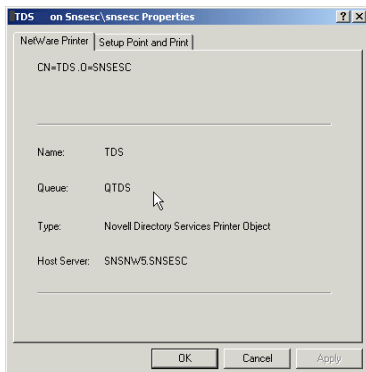 TDS on Snsesc\snsesc Properties
NetWare Printer Setup Point and Print
CN=TDS.O=SNSESC
Name: TDS
Queue: QTDS
Type: Novell Directory Services Printer Object
Host Server: SNSNW5.SNSESC
OK Cancel Apply